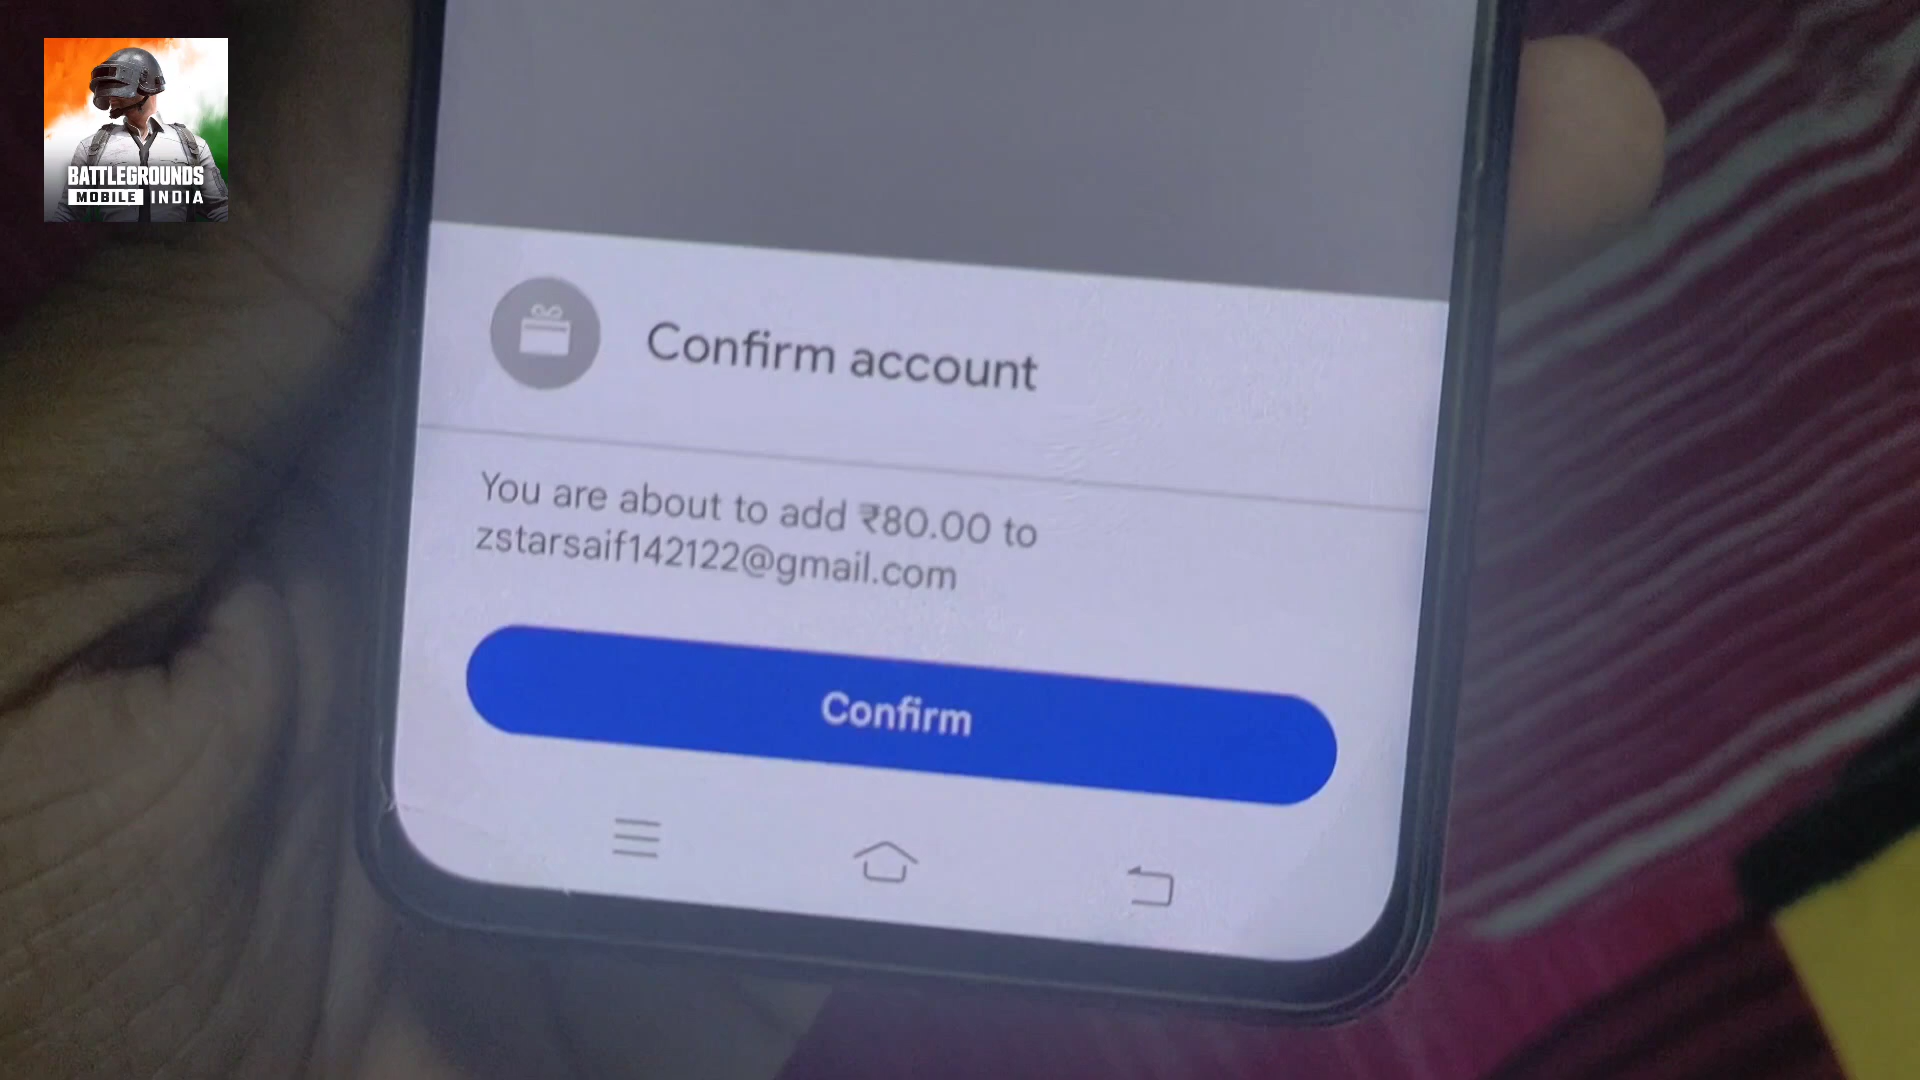 BATTLEGROUNDS
MOBILE INDIA
Confirm account
You are about to add ₹80.00 to
zstarsaif142122@gmail.com
Confirm